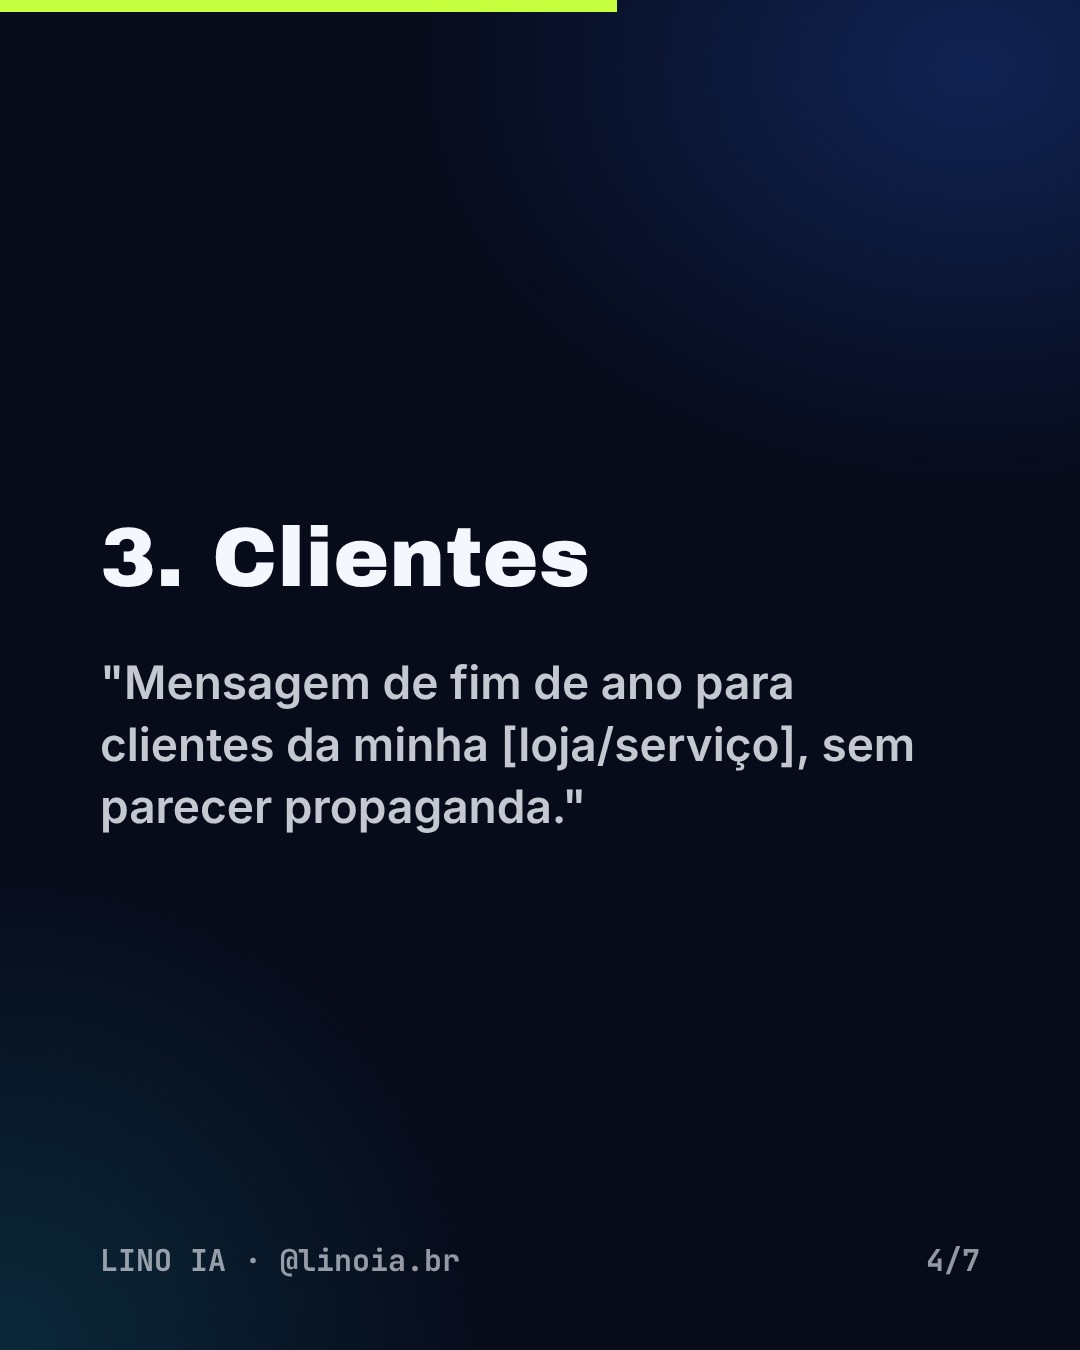 3. Clientes
"Mensagem de fim de ano para
clientes da minha [loja/serviço], sem
parecer propaganda."
LINO IA · @linoia.br
4/7